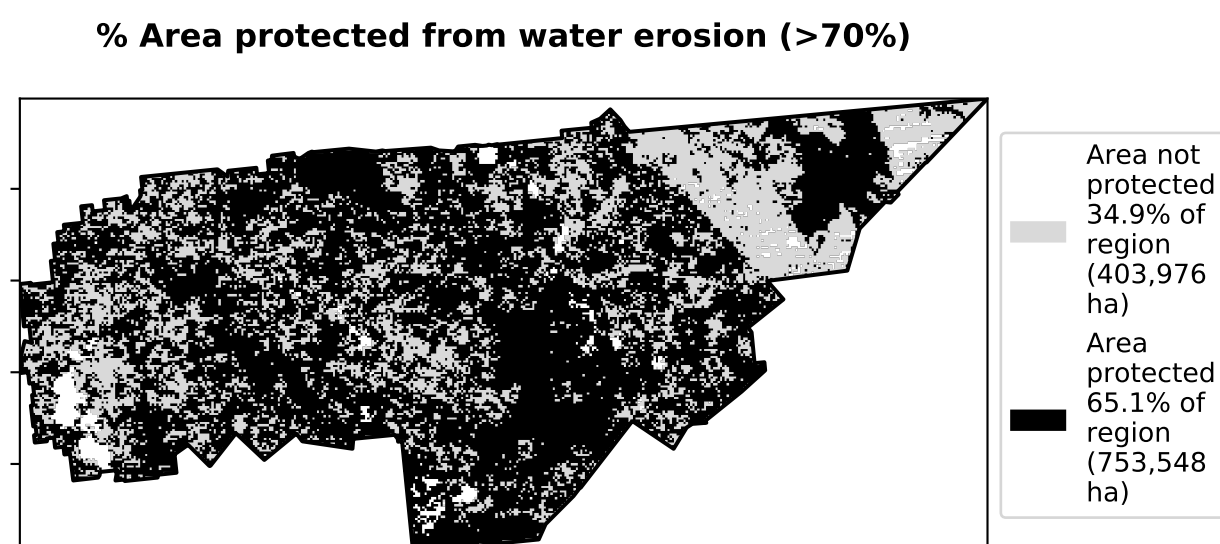 % Area protected from water erosion (>70%)
Area not
protected
34.9% of
region
(403,976
ha)
Area
protected
65.1% of
region
(753,548
ha)